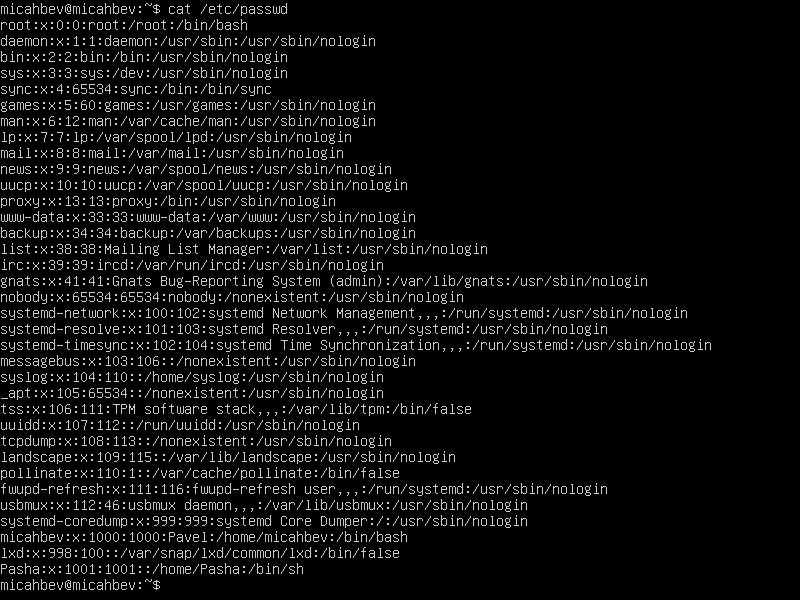 micahbev@micahbev:~$ cat /etc/passwd
root:x:0:0:root:/root:/bin/bash
daemon:x:1:1:daemon:/usr/sbin:/usr/sbin/nologin
bin:x:2:2:bin:/bin:/usr/sbin/nologin
sys:x:3:3:sys:/dev:/usr/sbin/nologin
sync:x:4:65534:sync:/bin:/bin/sync
games:x:5:60:games:/usr/games:/usr/sbin/nologin
man:x:6:12:man:/var/cache/man:/usr/sbin/nologin
lp:x:7:7:lp:/var/spool/lpd:/usr/sbin/nologin
mail:x:8:8:mail:/var/mail:/usr/sbin/nologin
news:x:9:9:news:/var/spool/news:/usr/sbin/nologin
uucp:x:10:10:uucp:/var/spool/uucp:/usr/sbin/nologin
proxy:x:13:13:proxy:/bin:/usr/sbin/nologin
www-data:x:33:33:www-data:/var/www:/usr/sbin/nologin
backup:x:34:34:backup:/var/backups:/usr/sbin/nologin
list:x:38:38:Mailing List Manager:/var/list:/usr/sbin/nologin
irc:x:39:39:ircd:/var/run/ircd:/usr/sbin/nologin
gnats:x:41:41:Gnats Bug-Reporting System (admin):/var/lib/gnats:/usr/sbin/nologin
nobody:x:65534:65534:nobody:/nonexistent:/usr/sbin/nologin
systemd-network:x:100:102:systemd Network Management,,,:/run/systemd:/usr/sbin/nologin
systemd-resolve:x:101:103:systemd Resolver,,,:/run/systemd:/usr/sbin/nologin
systemd-timesync:x:102:104:systemd Time Synchronization,,,:/run/systemd:/usr/sbin/nologin
messagebus:x:103:106::/nonexistent:/usr/sbin/nologin
syslog:x:104:110::/home/syslog:/usr/sbin/nologin
_apt:x:105:65534::/nonexistent:/usr/sbin/nologin
tss:x:106:111:TPM software stack,,,:/var/lib/tpm:/bin/false
uuidd:x:107:112::/run/uuidd:/usr/sbin/nologin
tcpdump:x:108:113::/nonexistent:/usr/sbin/nologin
landscape:x:109:115::/var/lib/landscape:/usr/sbin/nologin
pollinate:x:110:1::/var/cache/pollinate:/bin/false
fwupd-refresh:x:111:116:fwupd-refresh user,,,:/run/systemd:/usr/sbin/nologin
usbmux:x:112:46:usbmux daemon,,,:/var/lib/usbmux:/usr/sbin/nologin
systemd-coredump:x:999:999:systemd Core Dumper:/:/usr/sbin/nologin
micahbev:x:1000:1000:Pavel:/home/micahbev:/bin/bash
lxd:x:998:100::/var/snap/lxd/common/lxd:/bin/false
Pasha:x:1001:1001::/home/Pasha:/bin/sh
micahbev@micahbev:~$